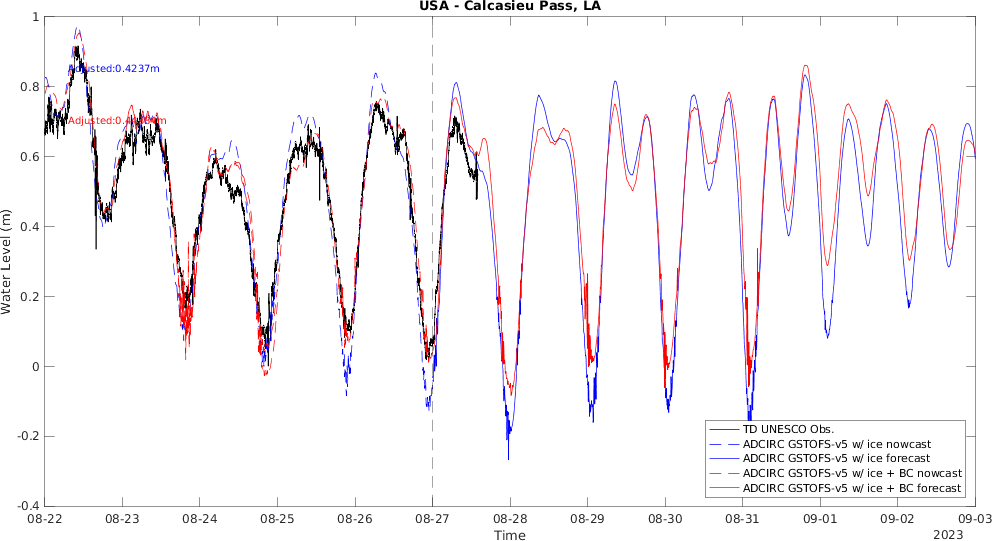 USA - Calcasieu Pass, LA
1
0.8
0.6
0.4
0.2
0
-0.2
-0.4
Water Level (m)
Adjusted:0.4237m
08-22
08-23
08-24
08-25
08-26
08-27
08-28
08-29
08-30
08-31
09-01
09-02
09-03
Time
2023
TD UNESCO Obs.
ADCIRC GSTOFS-v5 w/ ice nowcast
ADCIRC GSTOFS-v5 w/ ice forecast
ADCIRC GSTOFS-v5 w/ ice + BC nowcast
ADCIRC GSTOFS-v5 w/ ice + BC forecast